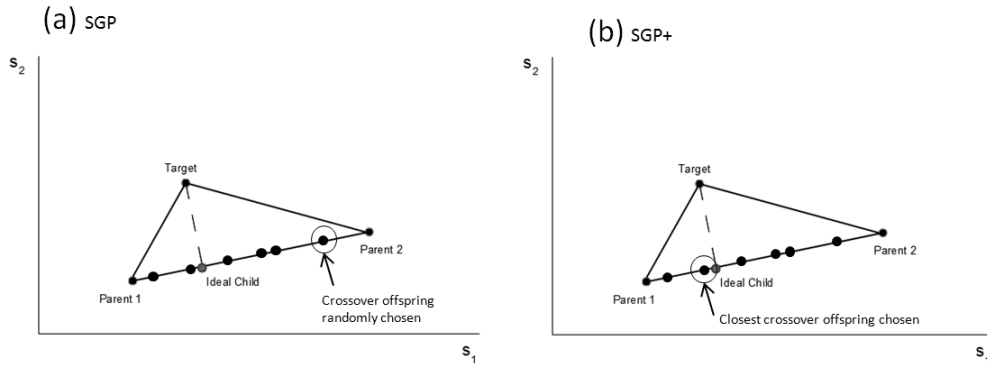 (a) SGP
S2
Target
Parent 2
Ideal Child
Parent 1
Crossover offspring
randomly chosen
S1
(b) SGP+
S2
Target
Parent 2
Ideal Child
Parent 1
Closest crossover offspring chosen
S